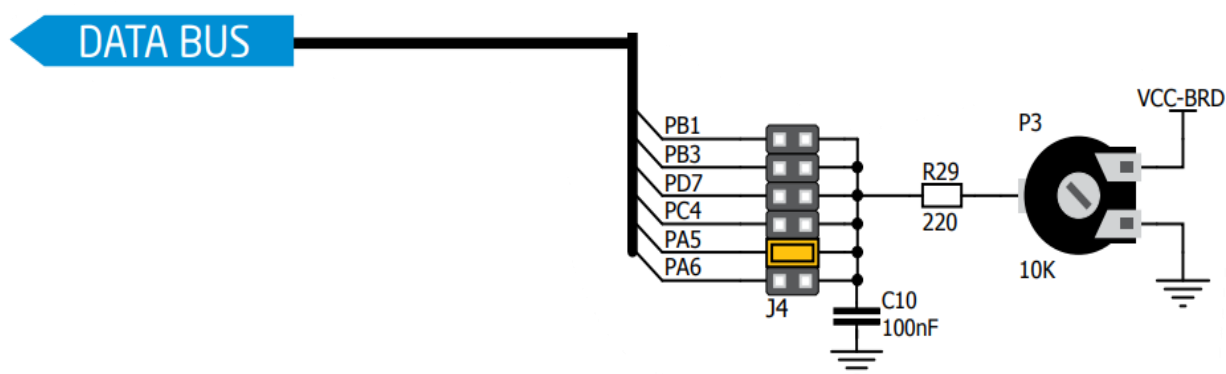 DATA BUS
VCC-BRD
P3
PB1
PB3
PD7
PC4
PA5
PA6
R29
220
10K
J4
C10
100nF